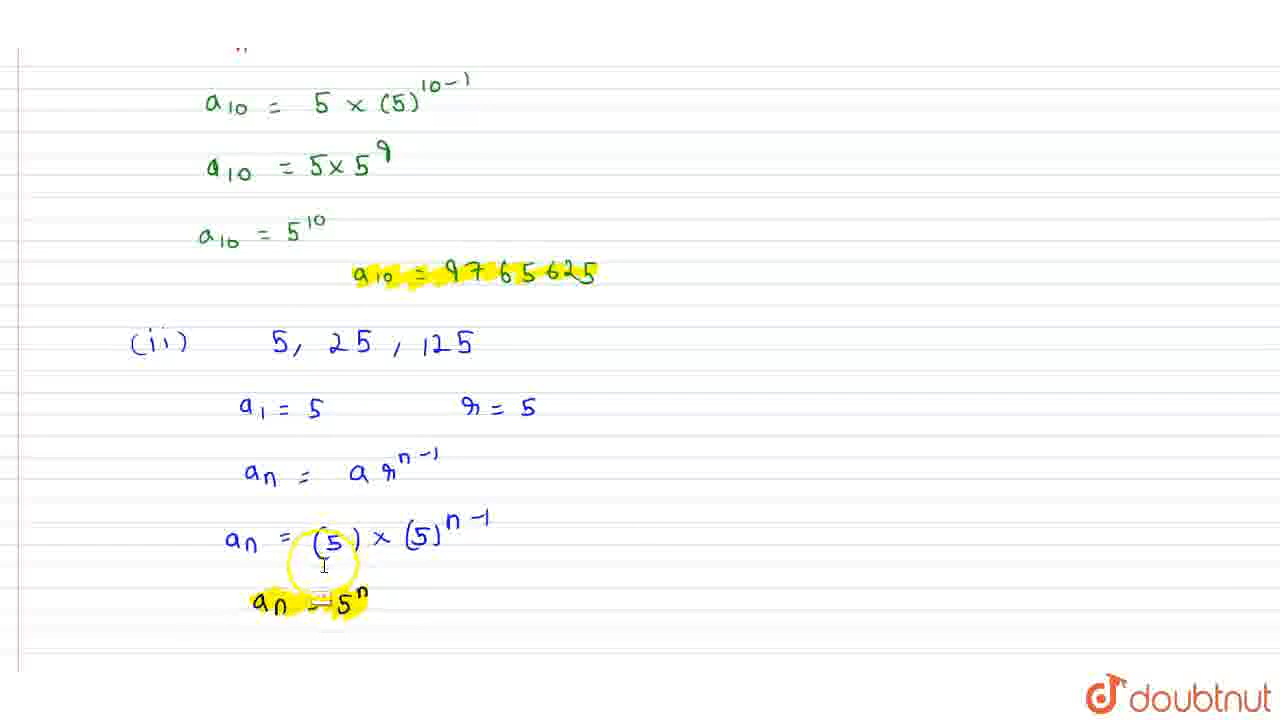 a₁₀ = 5 × (5)¹⁰⁻¹
a₁₀ = 5 × 5⁹
a₁₀ = 5¹⁰
a₁₀ = 9765625
(ii) 5, 25, 125
a₁ = 5 r = 5
aₙ = a rⁿ⁻¹
aₙ = (5) × (5)ⁿ⁻¹
aₙ = 5ⁿ
doubtnut